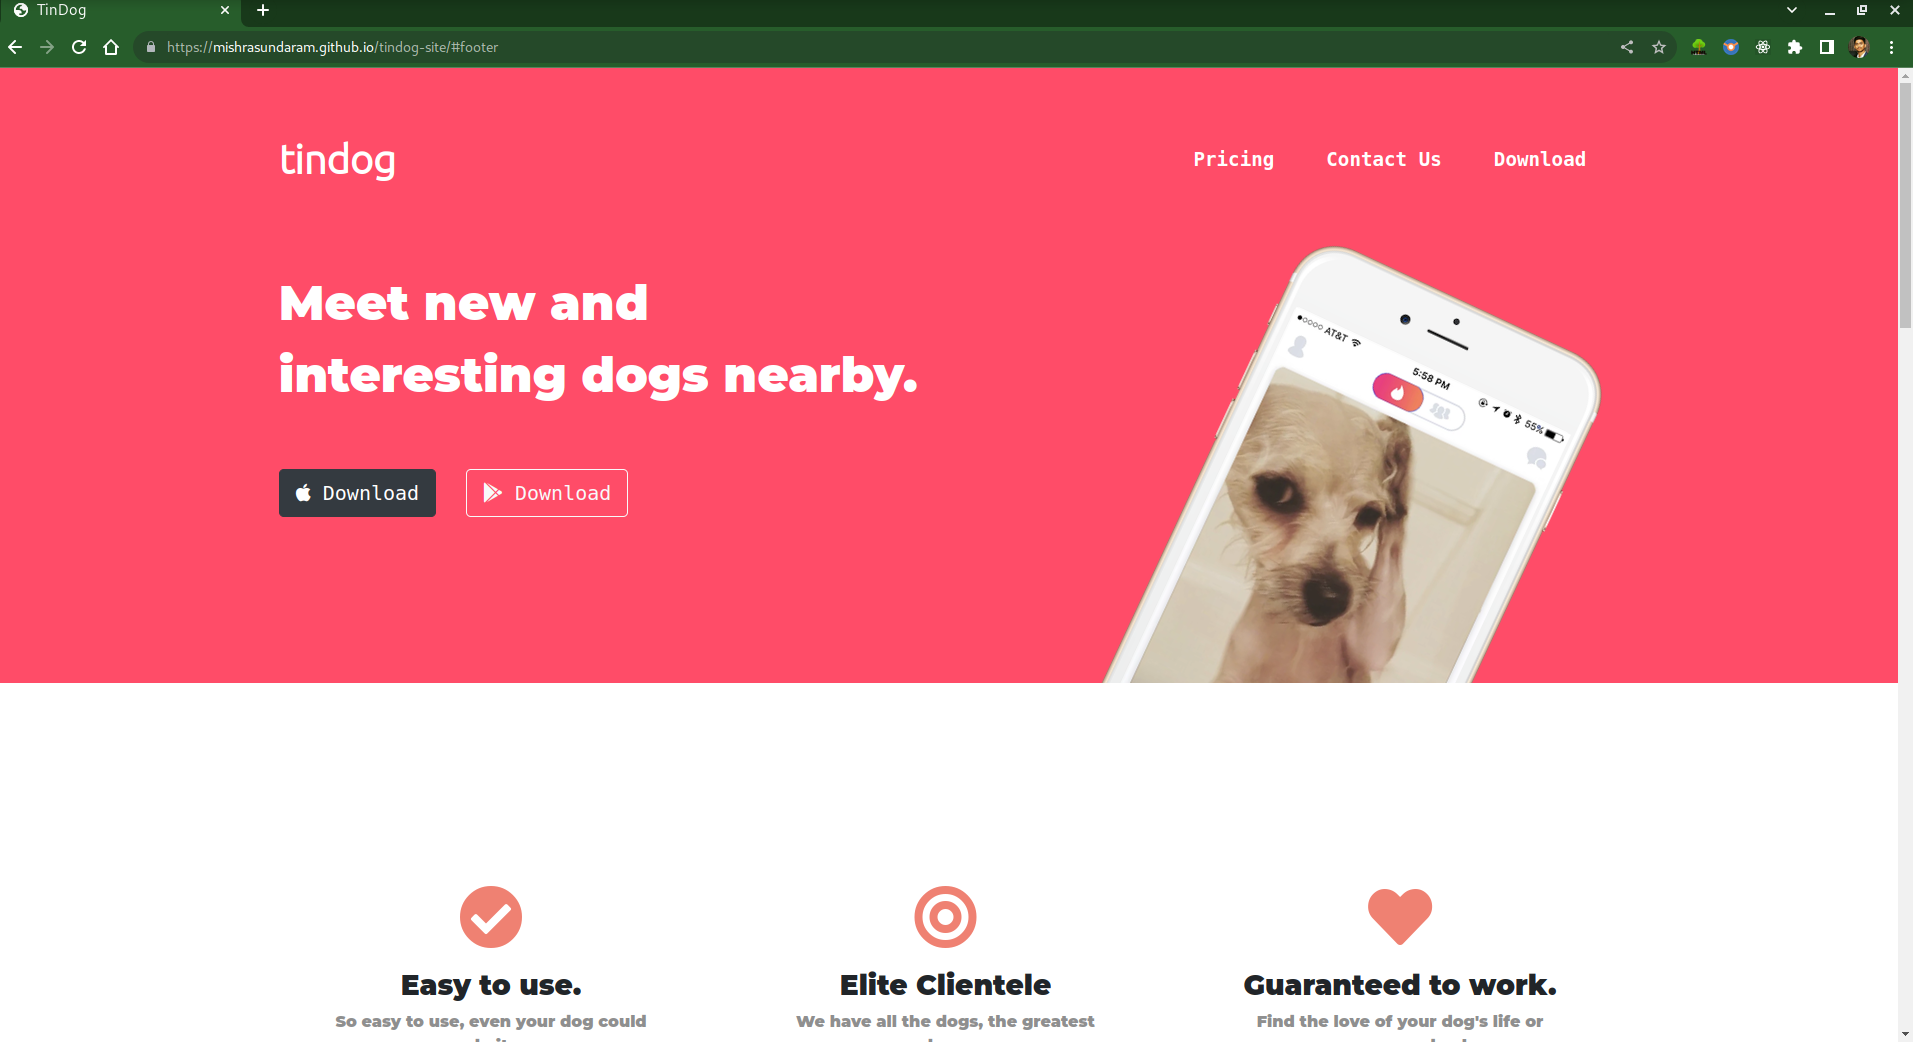 TinDog
https://mishrasundaram.github.io/tindog-site/#footer
tindog
Pricing
Contact Us
Download
Meet new and
interesting dogs nearby.
Download
Download
AT&T
5:58 PM
55%
Easy to use.
So easy to use, even your dog could
Elite Clientele
We have all the dogs, the greatest
Guaranteed to work.
Find the love of your dog's life or